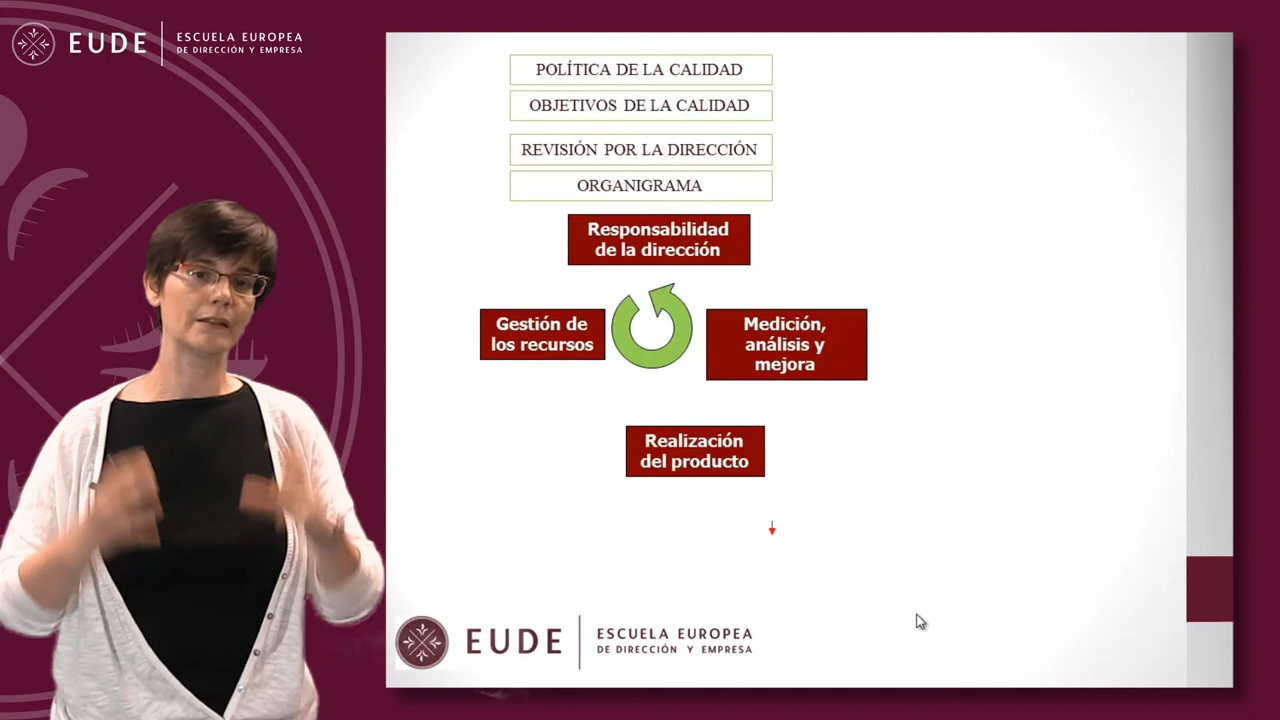 EUDE
ESCUELA EUROPEA
DE DIRECCIÓN Y EMPRESA
POLÍTICA DE LA CALIDAD
OBJETIVOS DE LA CALIDAD
REVISIÓN POR LA DIRECCIÓN
ORGANIGRAMA
Responsabilidad
de la dirección
Gestión de
los recursos
Medición,
análisis y
mejora
Realización
del producto
EUDE
ESCUELA EUROPEA
DE DIRECCIÓN Y EMPRESA